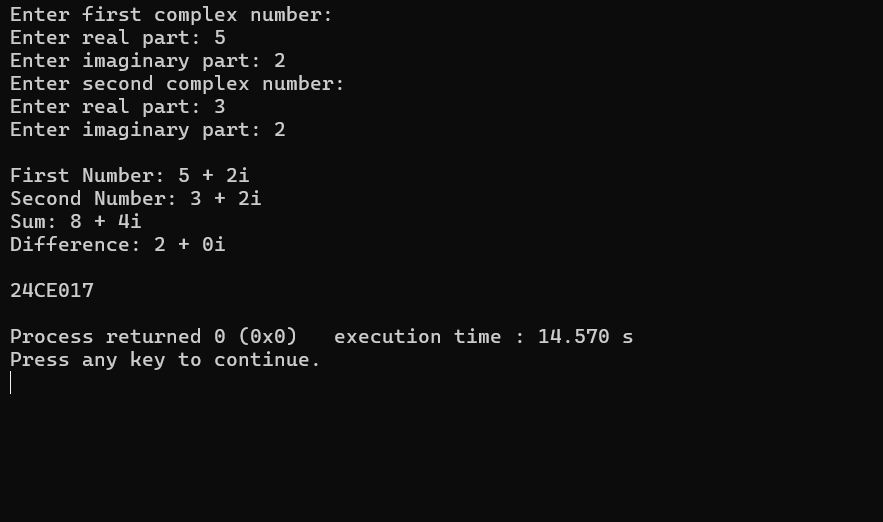 Enter first complex number:
Enter real part: 5
Enter imaginary part: 2
Enter second complex number:
Enter real part: 3
Enter imaginary part: 2
First Number: 5 + 2i
Second Number: 3 + 2i
Sum: 8 + 4i
Difference: 2 + 0i
24CE017
Process returned 0 (0x0)   execution time : 14.570 s
Press any key to continue.